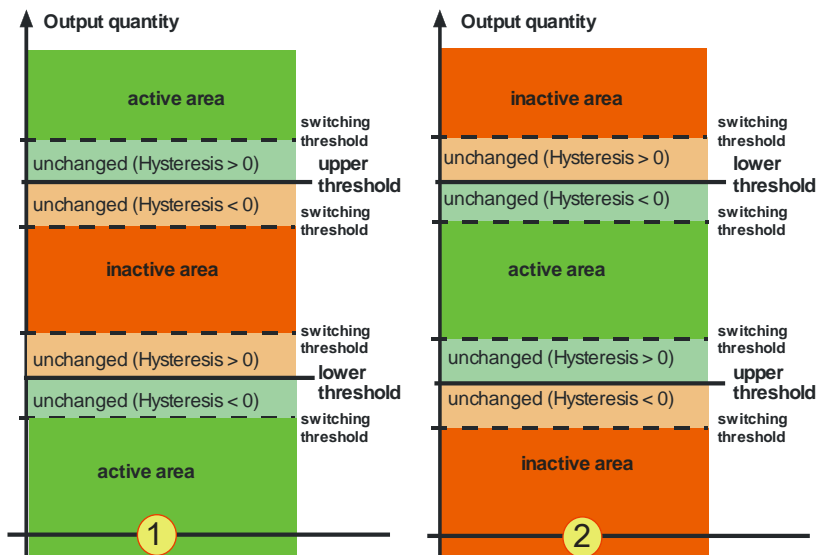 Output quantity
active area
switching
threshold
unchanged (Hysteresis > 0)
upper
threshold
unchanged (Hysteresis < 0)
switching
threshold
inactive area
switching
threshold
unchanged (Hysteresis > 0)
lower
threshold
unchanged (Hysteresis < 0)
switching
threshold
active area
1
Output quantity
inactive area
switching
threshold
unchanged (Hysteresis > 0)
lower
threshold
unchanged (Hysteresis < 0)
switching
threshold
active area
switching
threshold
unchanged (Hysteresis > 0)
upper
threshold
unchanged (Hysteresis < 0)
switching
threshold
inactive area
2